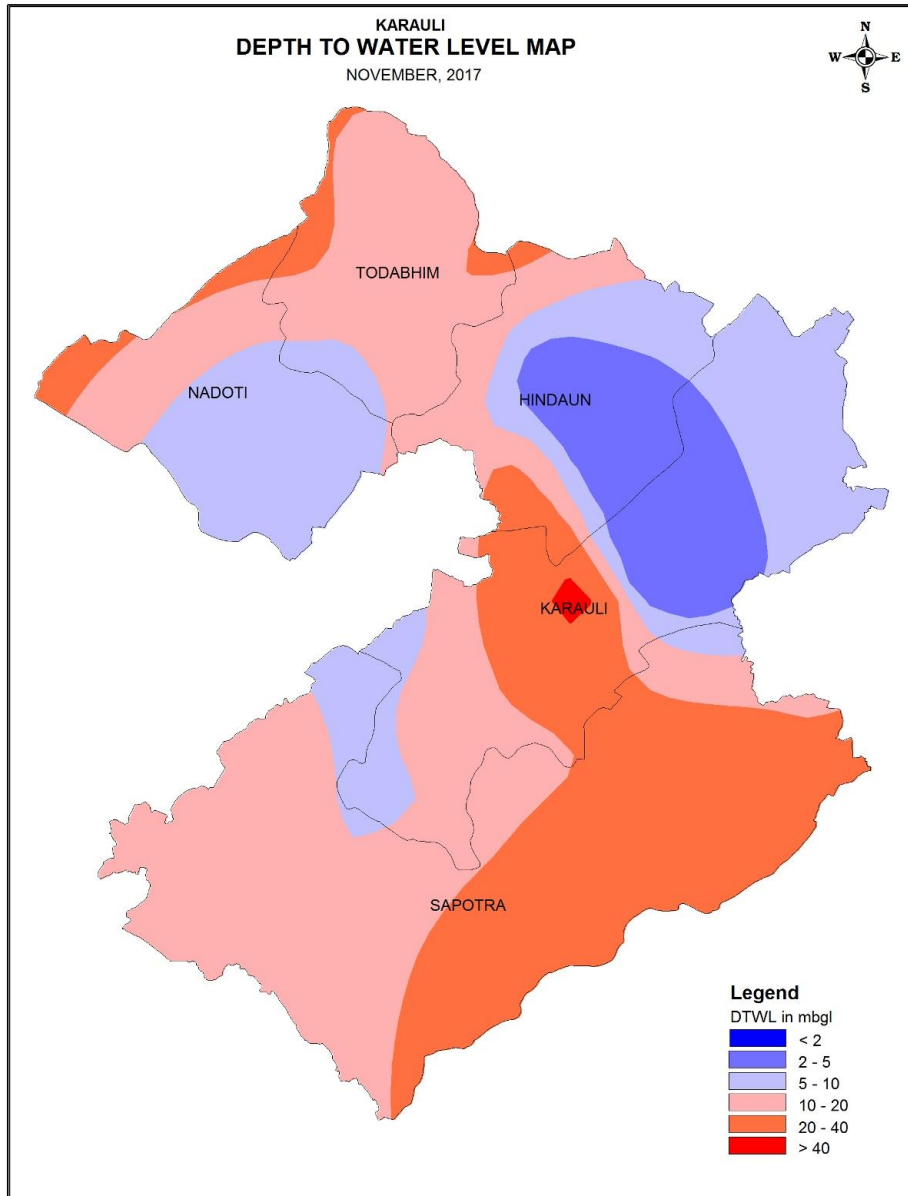 KARAULI
DEPTH TO WATER LEVEL MAP
NOVEMBER, 2017
N
W E
S
TODABHIM
NADOTI
HINDAUN
KARAULI
SAPOTRA
Legend
DTWL in mbgl
< 2
2 - 5
5 - 10
10 - 20
20 - 40
> 40